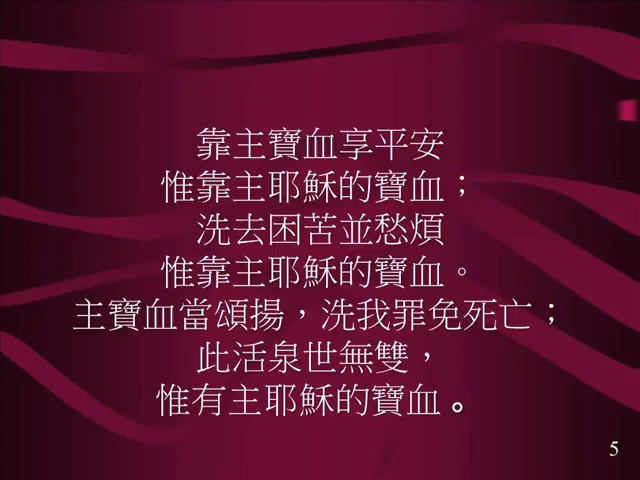 靠主寶血享平安
惟靠主耶穌的寶血；
洗去困苦並愁煩
惟靠主耶穌的寶血。
主寶血當頌揚，洗我罪免死亡；
此活泉世無雙，
惟有主耶穌的寶血。
5